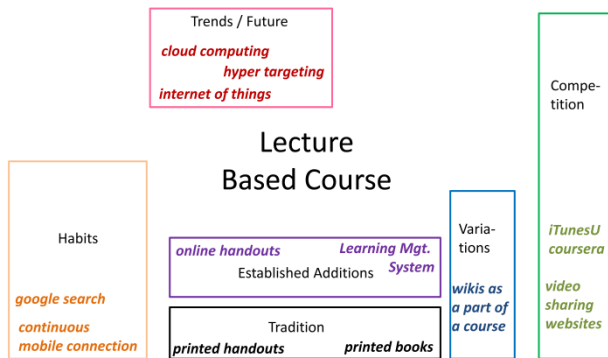 Trends / Future
cloud computing
hyper targeting
internet of things
Compe-
tition
Lecture
Based Course
Habits
google search
continuous
mobile connection
online handouts
Learning Mgt.
System
Established Additions
Tradition
printed handouts
printed books
Varia-
tions
wikis as
a part of
a course
iTunesU
coursera
video
sharing
websites